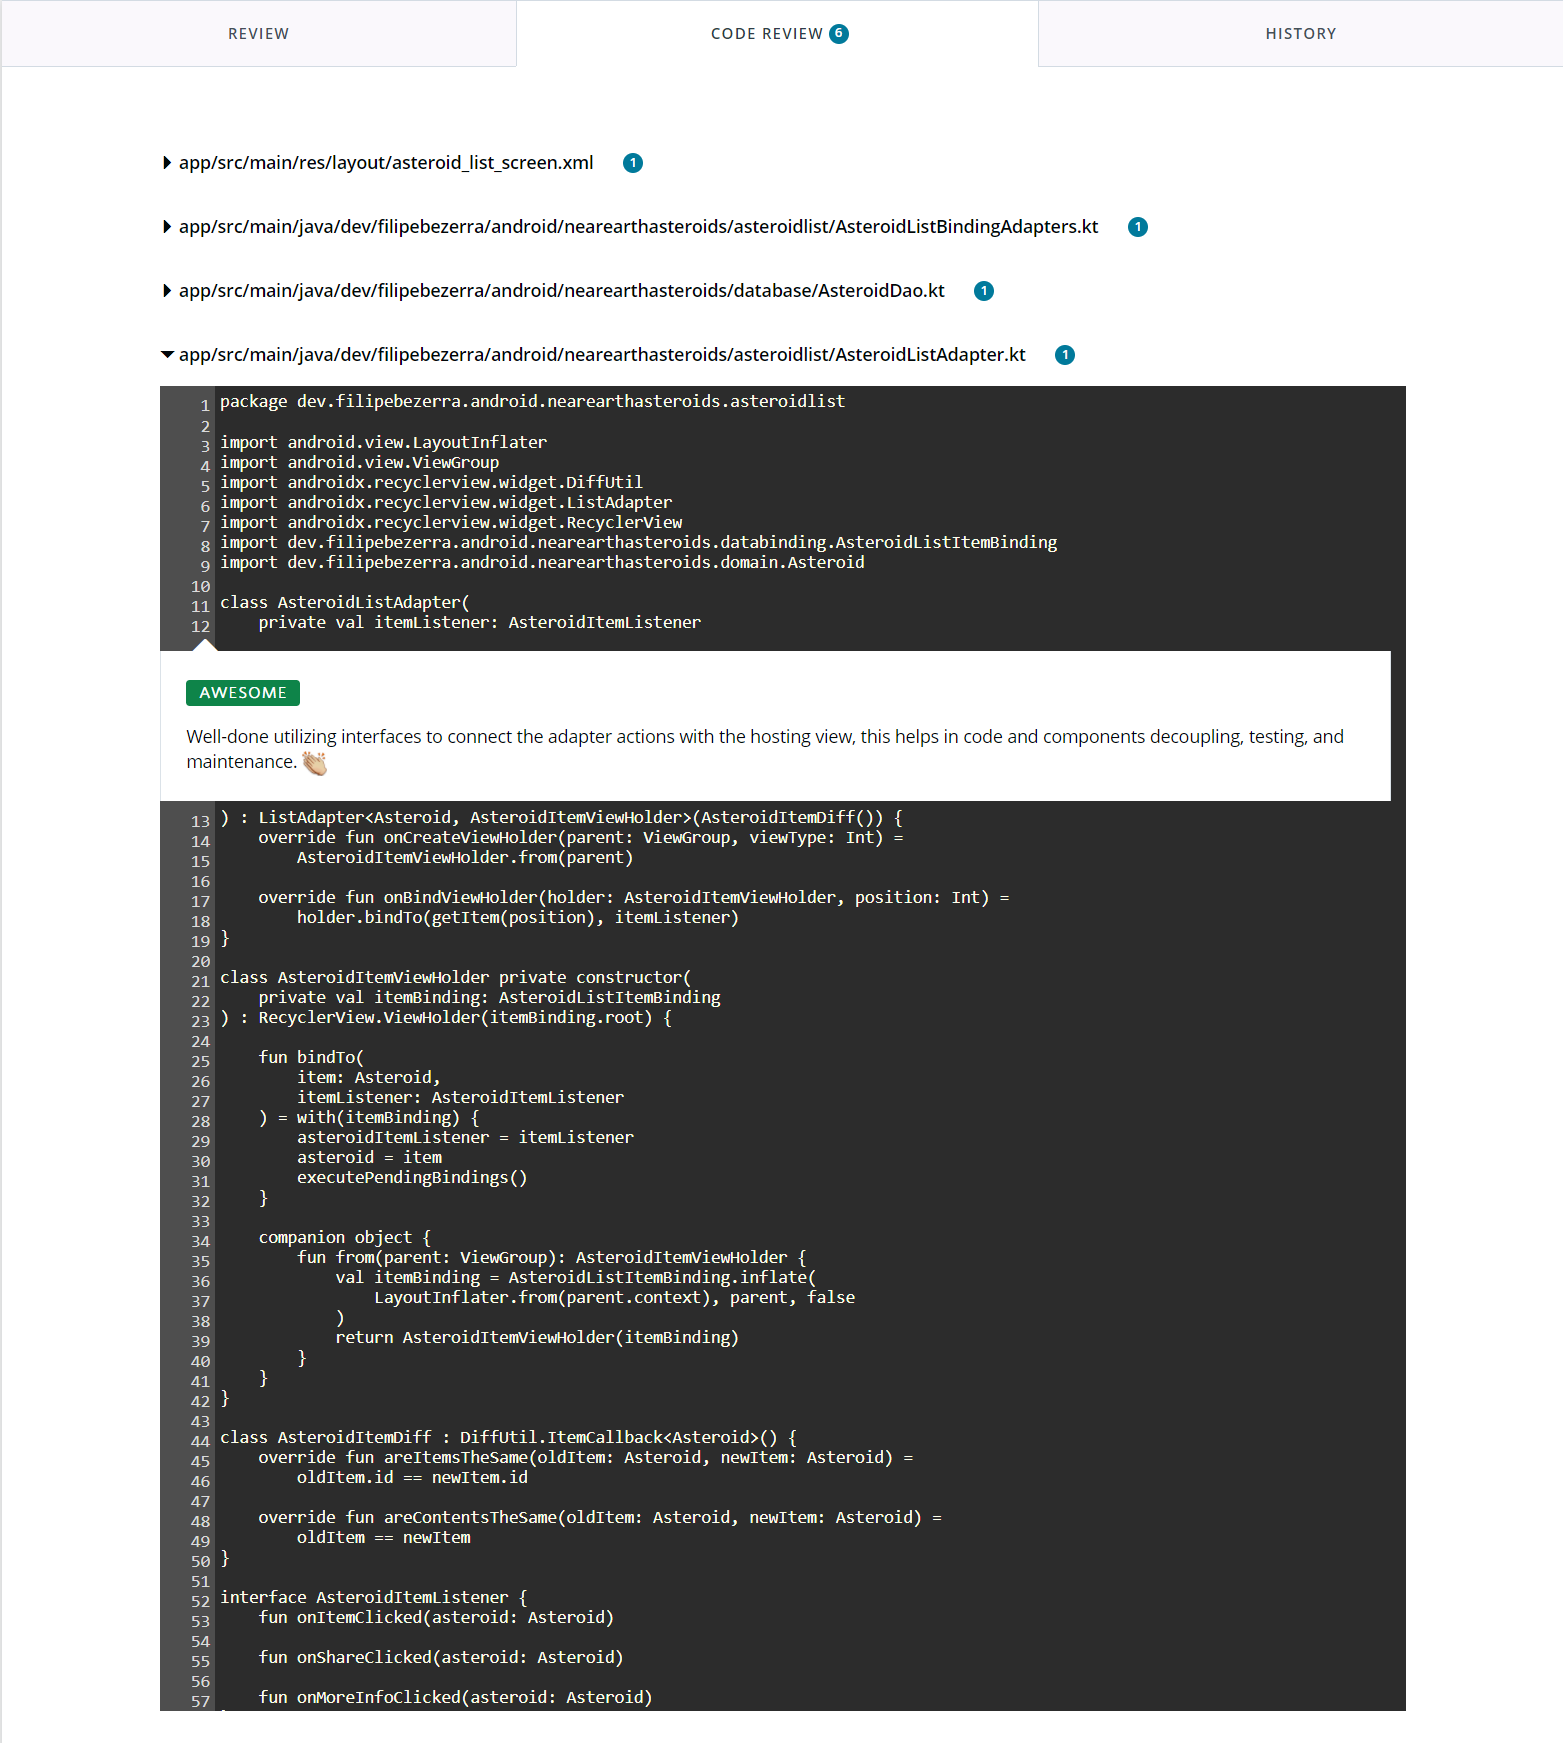 REVIEW
CODE REVIEW 6
HISTORY
app/src/main/res/layout/asteroid_list_screen.xml 1
app/src/main/java/dev/filipebezerra/android/nearearthasteroids/asteroidlist/AsteroidListBindingAdapters.kt 1
app/src/main/java/dev/filipebezerra/android/nearearthasteroids/database/AsteroidDao.kt 1
app/src/main/java/dev/filipebezerra/android/nearearthasteroids/asteroidlist/AsteroidListAdapter.kt 1
1 package dev.filipebezerra.android.nearearthasteroids.asteroidlist
2
3 import android.view.LayoutInflater
4 import android.view.ViewGroup
5 import androidx.recyclerview.widget.DiffUtil
6 import androidx.recyclerview.widget.ListAdapter
7 import androidx.recyclerview.widget.RecyclerView
8 import dev.filipebezerra.android.nearearthasteroids.databinding.AsteroidListItemBinding
9 import dev.filipebezerra.android.nearearthasteroids.domain.Asteroid
10
11 class AsteroidListAdapter(
12     private val itemListener: AsteroidItemListener
AWESOME
Well-done utilizing interfaces to connect the adapter actions with the hosting view, this helps in code and components decoupling, testing, and
maintenance. 👏🏼
13 ) : ListAdapter<Asteroid, AsteroidItemViewHolder>(AsteroidItemDiff()) {
14     override fun onCreateViewHolder(parent: ViewGroup, viewType: Int) =
15         AsteroidItemViewHolder.from(parent)
16
17     override fun onBindViewHolder(holder: AsteroidItemViewHolder, position: Int) =
18         holder.bindTo(getItem(position), itemListener)
19 }
20
21 class AsteroidItemViewHolder private constructor(
22     private val itemBinding: AsteroidListItemBinding
23 ) : RecyclerView.ViewHolder(itemBinding.root) {
24
25     fun bindTo(
26         item: Asteroid,
27         itemListener: AsteroidItemListener
28     ) = with(itemBinding) {
29         asteroidItemListener = itemListener
30         asteroid = item
31         executePendingBindings()
32     }
33
34     companion object {
35         fun from(parent: ViewGroup): AsteroidItemViewHolder {
36             val itemBinding = AsteroidListItemBinding.inflate(
37                 LayoutInflater.from(parent.context), parent, false
38             )
39             return AsteroidItemViewHolder(itemBinding)
40         }
41     }
42 }
43
44 class AsteroidItemDiff : DiffUtil.ItemCallback<Asteroid>() {
45     override fun areItemsTheSame(oldItem: Asteroid, newItem: Asteroid) =
46         oldItem.id == newItem.id
47
48     override fun areContentsTheSame(oldItem: Asteroid, newItem: Asteroid) =
49         oldItem == newItem
50 }
51
52 interface AsteroidItemListener {
53     fun onItemClicked(asteroid: Asteroid)
54
55     fun onShareClicked(asteroid: Asteroid)
56
57     fun onMoreInfoClicked(asteroid: Asteroid)